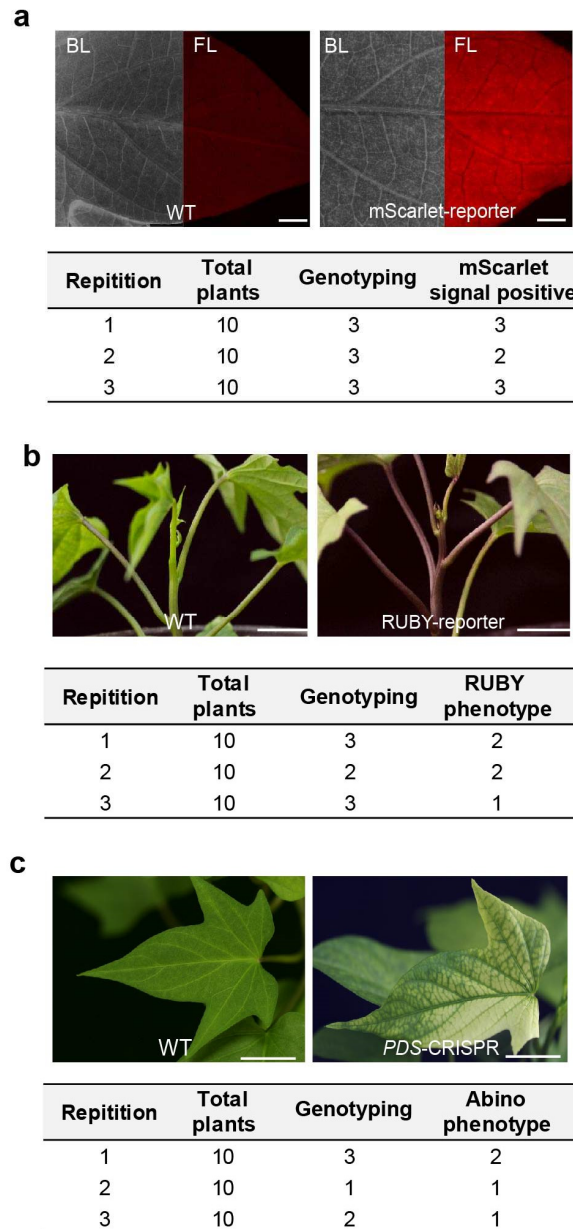 a
BL FL BL FL
WT mScarlet-reporter
Repitition Total plants Genotyping mScarlet signal positive
1 10 3 3
2 10 3 2
3 10 3 3
b
WT RUBY-reporter
Repitition Total plants Genotyping RUBY phenotype
1 10 3 2
2 10 2 2
3 10 3 1
c
WT PDS-CRISPR
Repitition Total plants Genotyping Abino phenotype
1 10 3 2
2 10 1 1
3 10 2 1